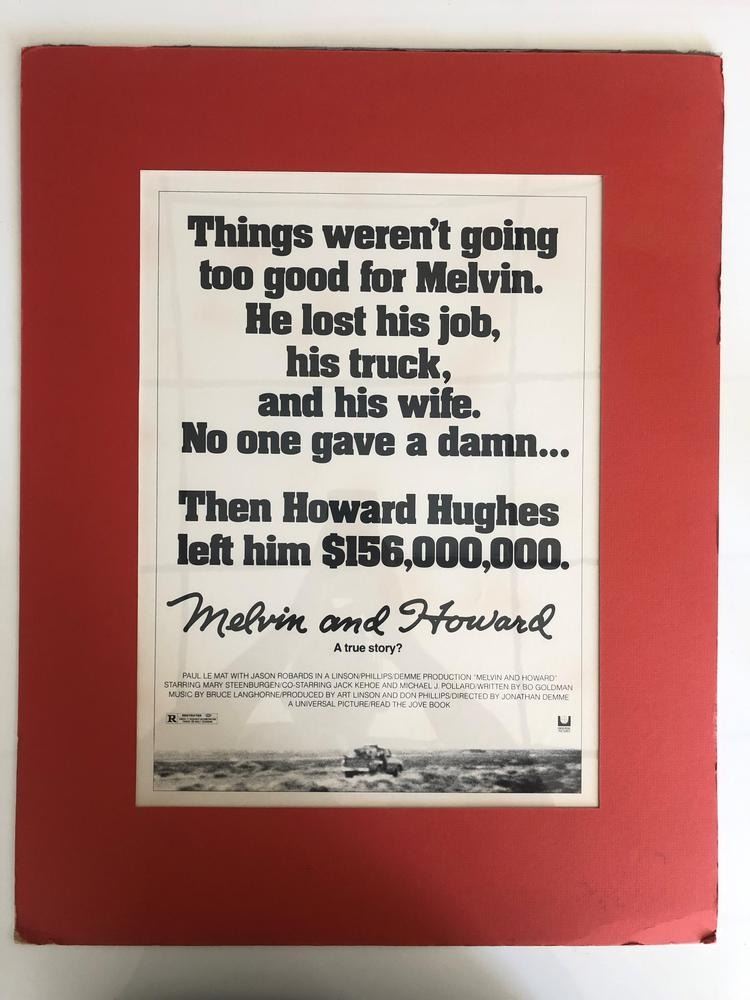 Things weren't going
too good for Melvin.
He lost his job,
his truck,
and his wife.
No one gave a damn...
Then Howard Hughes
left him $156,000,000.
Melvin and Howard
A true story?
PAUL LE MAT WITH JASON ROBARDS IN A LINSON/PHILLIPS/DEMME PRODUCTION "MELVIN AND HOWARD"
STARRING MARY STEENBURGEN/CO-STARRING JACK KEHOE AND MICHAEL J. POLLARD/WRITTEN BY BO GOLDMAN
MUSIC BY BRUCE LANGHORNE/PRODUCED BY ART LINSON AND DON PHILLIPS/DIRECTED BY JONATHAN DEMME
A UNIVERSAL PICTURE/READ THE JOVE BOOK
R RESTRICTED